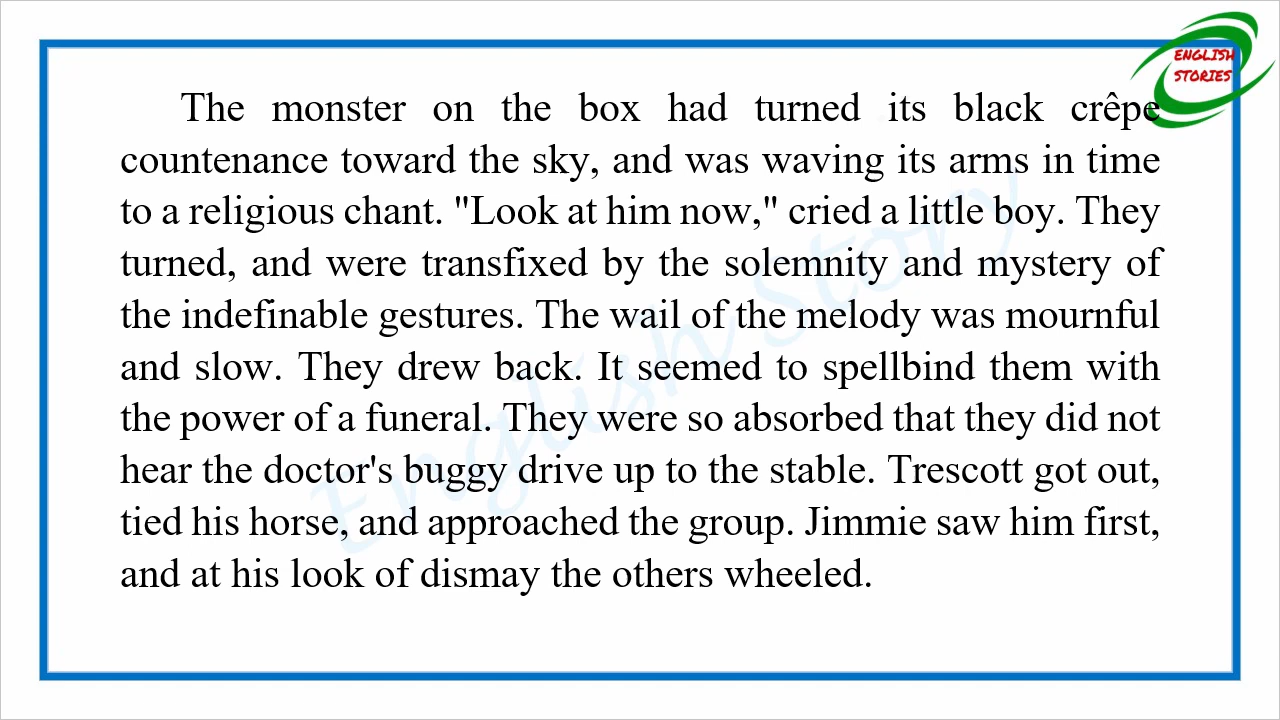 ENGLISH
STORIES
The monster on the box had turned its black crêpe
countenance toward the sky, and was waving its arms in time
to a religious chant. "Look at him now," cried a little boy. They
turned, and were transfixed by the solemnity and mystery of
the indefinable gestures. The wail of the melody was mournful
and slow. They drew back. It seemed to spellbind them with
the power of a funeral. They were so absorbed that they did not
hear the doctor's buggy drive up to the stable. Trescott got out,
tied his horse, and approached the group. Jimmie saw him first,
and at his look of dismay the others wheeled.
English Story